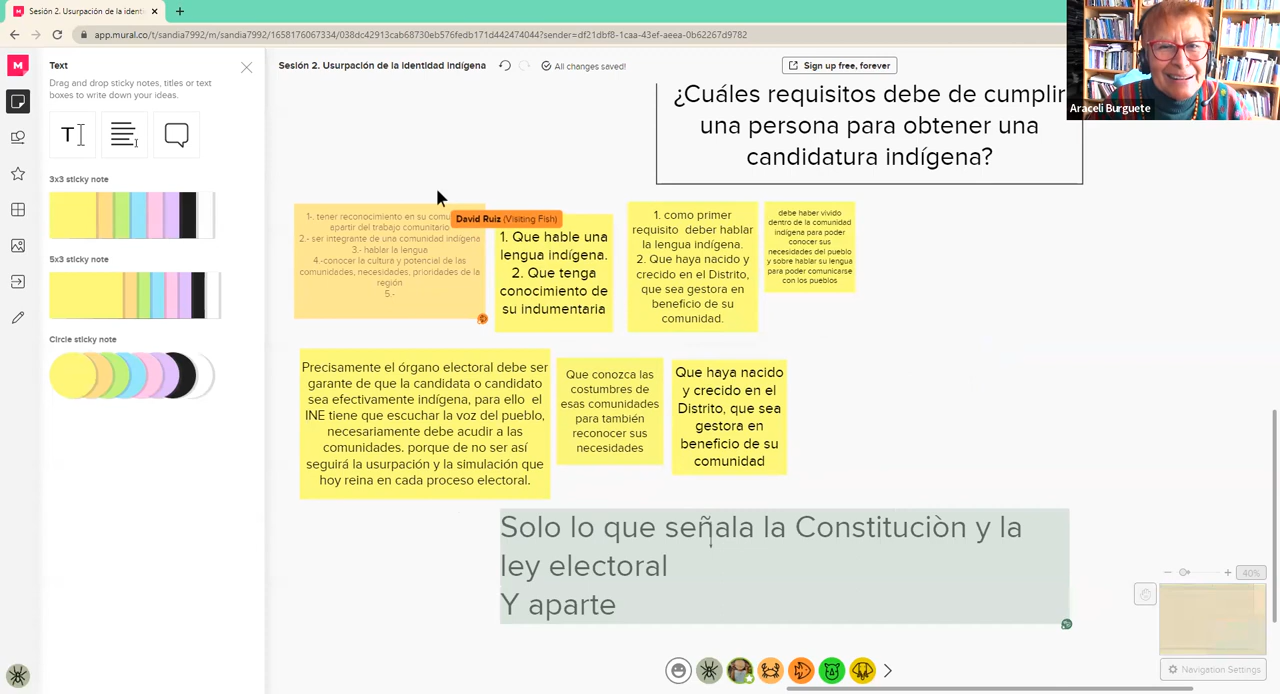 Sesión 2. Usurpación de la identi
app.mural.co/t/sandia7992/m/sandia7992/1658176067334/038dc42913cab68730eb576fedb171d442474044?sender=df21dbf8-1caa-43ef-aeea-0b62267d9782
Text
Drag and drop sticky notes, titles or text
boxes to write down your ideas.
3x3 sticky note
5x3 sticky note
Circle sticky note
Sesión 2. Usurpación de la identidad indígena
All changes saved!
Sign up free, forever
Araceli Burguete
¿Cuáles requisitos debe de cumplir
una persona para obtener una
candidatura indígena?
1-. tener reconocimiento en su comu
apartir del trabajo comunitario
2.- ser integrante de una comunidad indígena
3.- hablar la lengua
4.-conocer la cultura y potencial de las
comunidades, necesidades, prioridades de la
región
5.-
David Ruiz (Visiting Fish)
1. Que hable una
lengua indígena.
2. Que tenga
conocimiento de
su indumentaria
1. como primer
requisito deber hablar
la lengua indígena.
2. Que haya nacido y
crecido en el Distrito,
que sea gestora en
beneficio de su
comunidad.
debe haber vivido
dentro de la comunidad
indígena para poder
conocer sus
necesidades del pueblo
y sobre hablar su lengua
para poder comunicarse
con los pueblos
Precisamente el órgano electoral debe ser
garante de que la candidata o candidato
sea efectivamente indígena, para ello el
INE tiene que escuchar la voz del pueblo,
necesariamente debe acudir a las
comunidades. porque de no ser así
seguirá la usurpación y la simulación que
hoy reina en cada proceso electoral.
Que conozca las
costumbres de
esas comunidades
para también
reconocer sus
necesidades
Que haya nacido
y crecido en el
Distrito, que sea
gestora en
beneficio de su
comunidad
Solo lo que señala la Constituciòn y la
ley electoral
Y aparte
40%
Navigation Settings